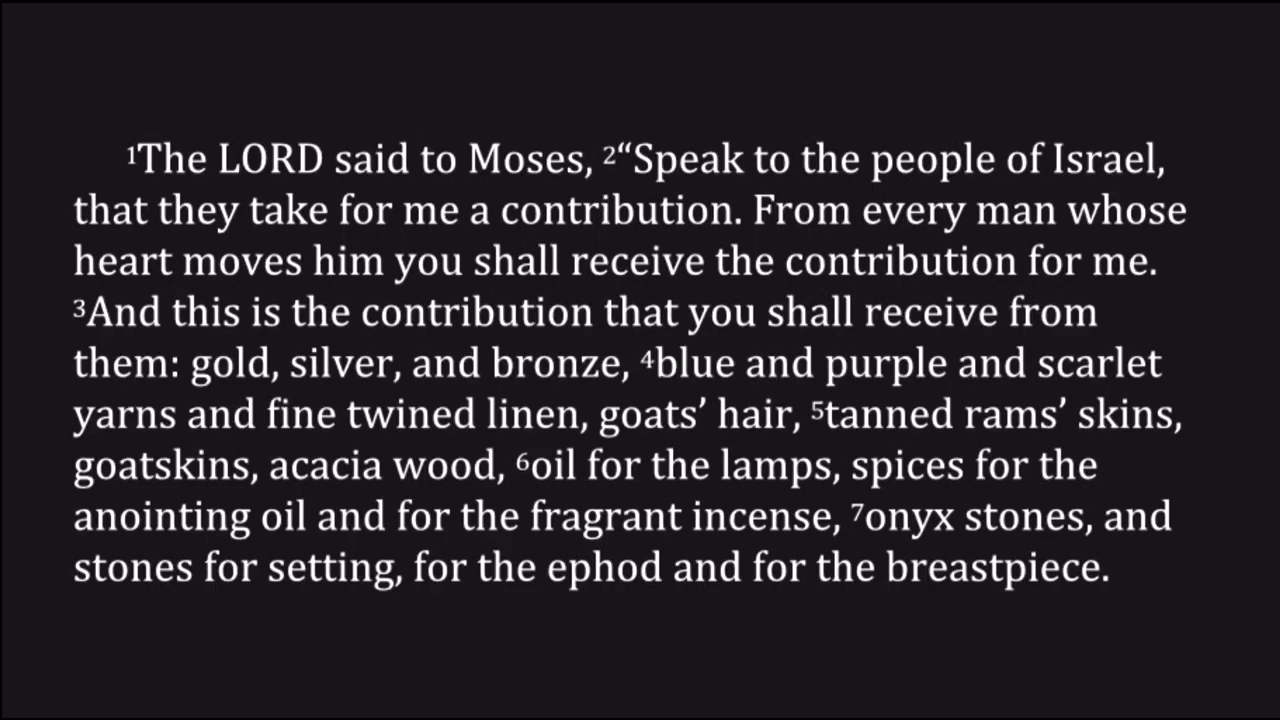 ¹The LORD said to Moses, ²“Speak to the people of Israel,
that they take for me a contribution. From every man whose
heart moves him you shall receive the contribution for me.
³And this is the contribution that you shall receive from
them: gold, silver, and bronze, ⁴blue and purple and scarlet
yarns and fine twined linen, goats’ hair, ⁵tanned rams’ skins,
goatskins, acacia wood, ⁶oil for the lamps, spices for the
anointing oil and for the fragrant incense, ⁷onyx stones, and
stones for setting, for the ephod and for the breastpiece.